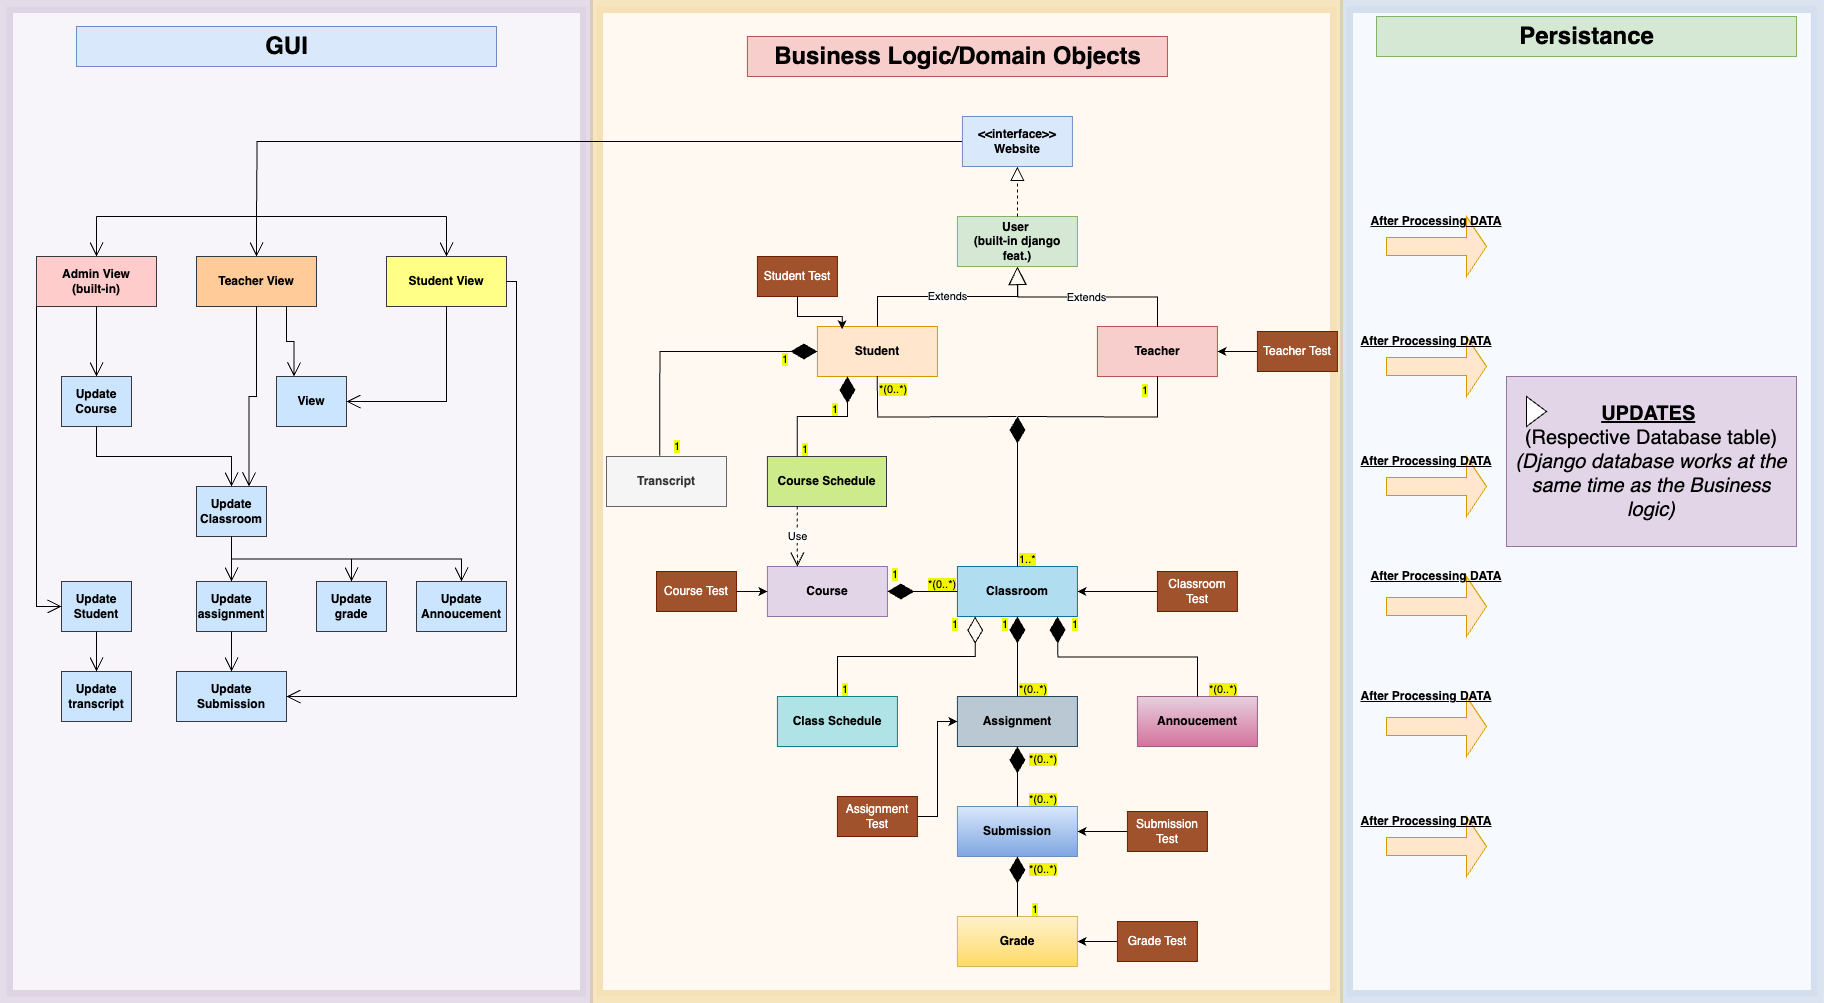 GUI
Admin View
(built-in)
Teacher View
Student View
Update
Course
View
Update
Classroom
Update
Student
Update
assignment
Update
grade
Update
Annoucement
Update
transcript
Update
Submission
Business Logic/Domain Objects
<<interface>>
Website
User
(built-in django
feat.)
Student Test
Extends
Extends
Student
Teacher
Teacher Test
1
*(0..*)
1
1
1
1
Transcript
Course Schedule
Use
1..*
Course Test
Course
1
*(0..*)
Classroom
Classroom
Test
1
1
1
1
*(0..*)
*(0..*)
Class Schedule
Assignment
Annoucement
*(0..*)
*(0..*)
Assignment
Test
Submission
Submission
Test
*(0..*)
1
Grade
Grade Test
Persistance
After Processing DATA
After Processing DATA
After Processing DATA
After Processing DATA
After Processing DATA
After Processing DATA
UPDATES
(Respective Database table)
(Django database works at the
same time as the Business
logic)